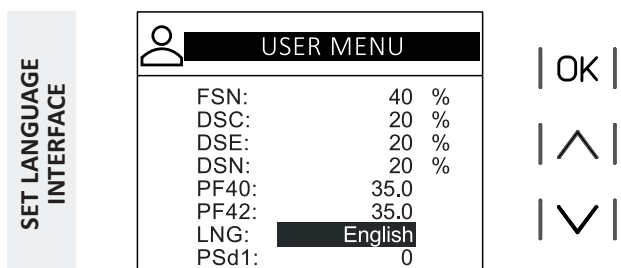 SET LANGUAGE
INTERFACE
USER MENU
FSN: 40 %
DSC: 20 %
DSE: 20 %
DSN: 20 %
PF40: 35.0
PF42: 35.0
LNG: English
PSd1: 0
OK